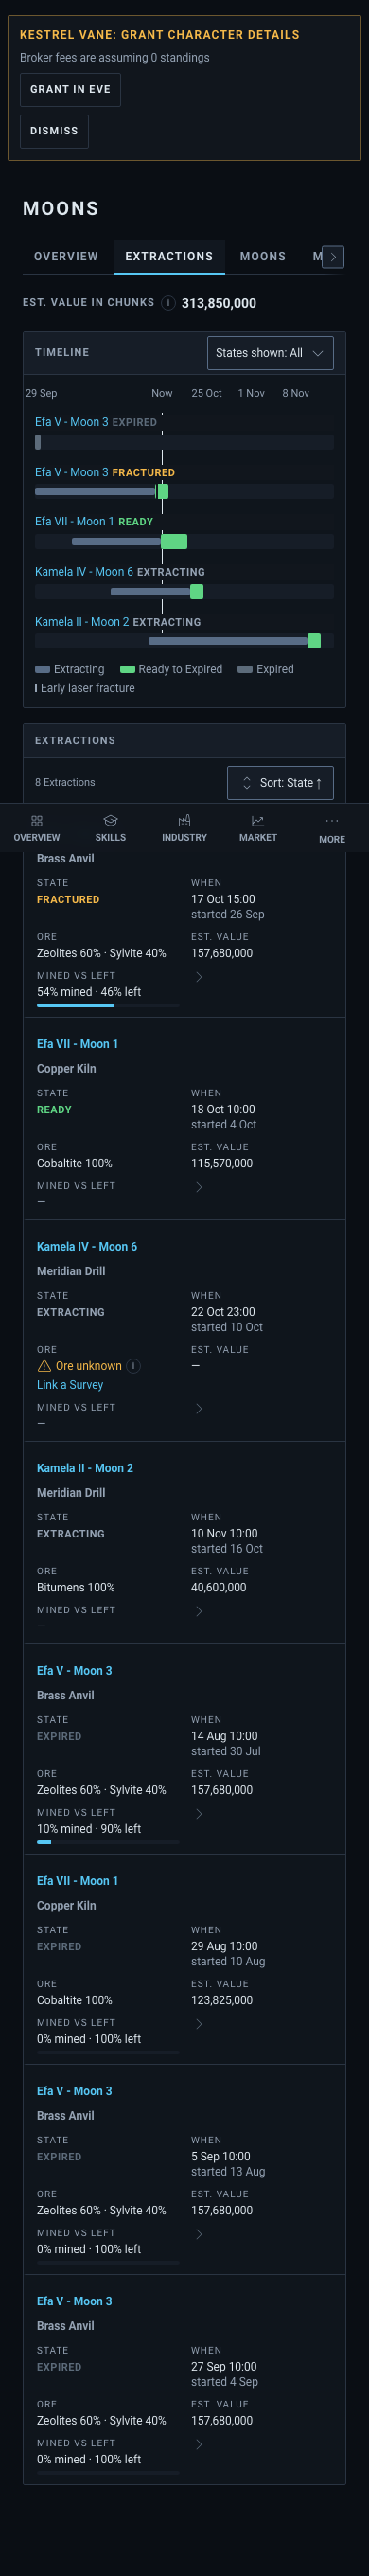 KESTREL VANE: GRANT CHARACTER DETAILS
Broker fees are assuming 0 standings
GRANT IN EVE
DISMISS
MOONS
OVERVIEW EXTRACTIONS MOONS M
EST. VALUE IN CHUNKS 313,850,000
TIMELINE
States shown: All
29 Sep Now 25 Oct 1 Nov 8 Nov
Efa V - Moon 3 EXPIRED
Efa V - Moon 3 FRACTURED
Efa VII - Moon 1 READY
Kamela IV - Moon 6 EXTRACTING
Kamela II - Moon 2 EXTRACTING
Extracting Ready to Expired Expired
Early laser fracture
EXTRACTIONS
8 Extractions
Sort: State ↑
OVERVIEW SKILLS INDUSTRY MARKET MORE
Brass Anvil
STATE WHEN
FRACTURED 17 Oct 15:00
started 26 Sep
ORE EST. VALUE
Zeolites 60% · Sylvite 40% 157,680,000
MINED VS LEFT
54% mined · 46% left
Efa VII - Moon 1
Copper Kiln
STATE WHEN
READY 18 Oct 10:00
started 4 Oct
ORE EST. VALUE
Cobaltite 100% 115,570,000
MINED VS LEFT
—
Kamela IV - Moon 6
Meridian Drill
STATE WHEN
EXTRACTING 22 Oct 23:00
started 10 Oct
ORE EST. VALUE
Ore unknown —
Link a Survey
MINED VS LEFT
—
Kamela II - Moon 2
Meridian Drill
STATE WHEN
EXTRACTING 10 Nov 10:00
started 16 Oct
ORE EST. VALUE
Bitumens 100% 40,600,000
MINED VS LEFT
—
Efa V - Moon 3
Brass Anvil
STATE WHEN
EXPIRED 14 Aug 10:00
started 30 Jul
ORE EST. VALUE
Zeolites 60% · Sylvite 40% 157,680,000
MINED VS LEFT
10% mined · 90% left
Efa VII - Moon 1
Copper Kiln
STATE WHEN
EXPIRED 29 Aug 10:00
started 10 Aug
ORE EST. VALUE
Cobaltite 100% 123,825,000
MINED VS LEFT
0% mined · 100% left
Efa V - Moon 3
Brass Anvil
STATE WHEN
EXPIRED 5 Sep 10:00
started 13 Aug
ORE EST. VALUE
Zeolites 60% · Sylvite 40% 157,680,000
MINED VS LEFT
0% mined · 100% left
Efa V - Moon 3
Brass Anvil
STATE WHEN
EXPIRED 27 Sep 10:00
started 4 Sep
ORE EST. VALUE
Zeolites 60% · Sylvite 40% 157,680,000
MINED VS LEFT
0% mined · 100% left